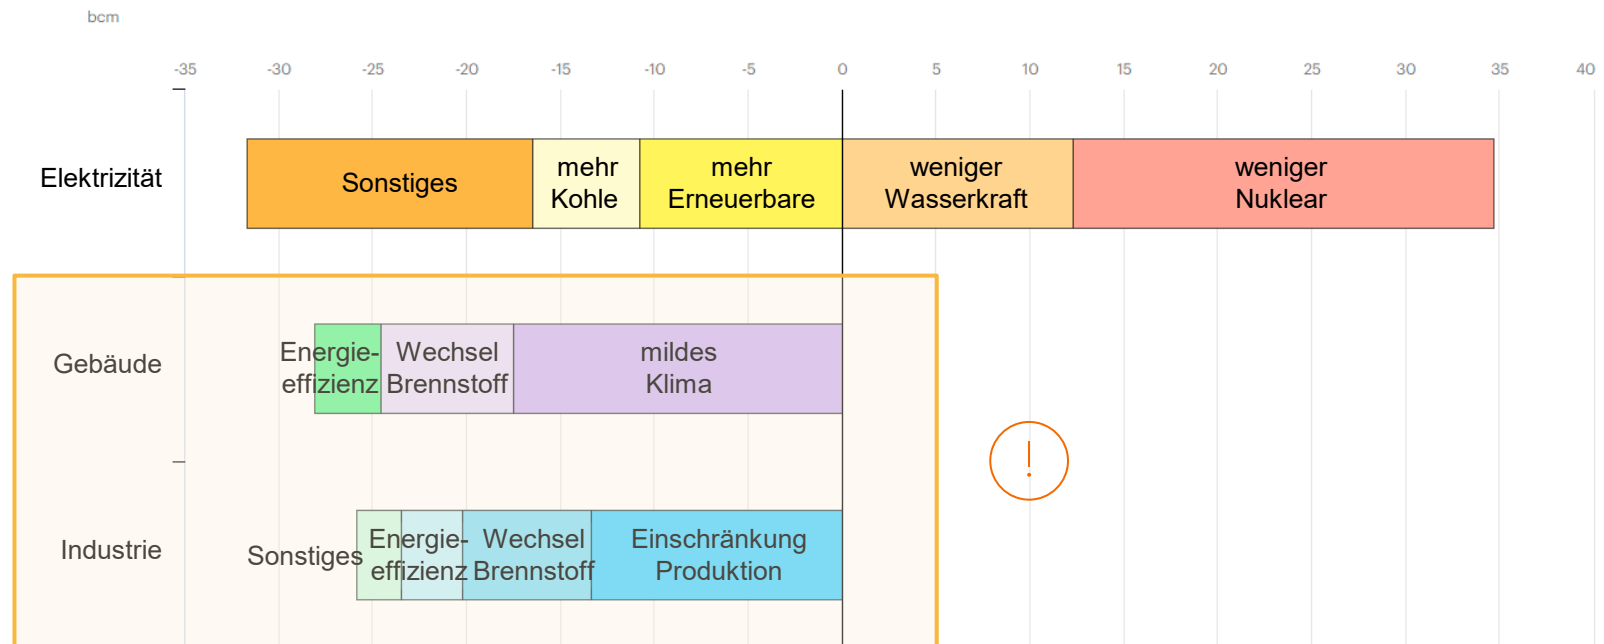 bcm
-35 -30 -25 -20 -15 -10 -5 0 5 10 15 20 25 30 35 40
Elektrizität
Sonstiges
mehr
Kohle
mehr
Erneuerbare
weniger
Wasserkraft
weniger
Nuklear
Gebäude
Energie-
effizienz
Wechsel
Brennstoff
mildes
Klima
!
Industrie
Sonstiges
Energie-
effizienz
Wechsel
Brennstoff
Einschränkung
Produktion